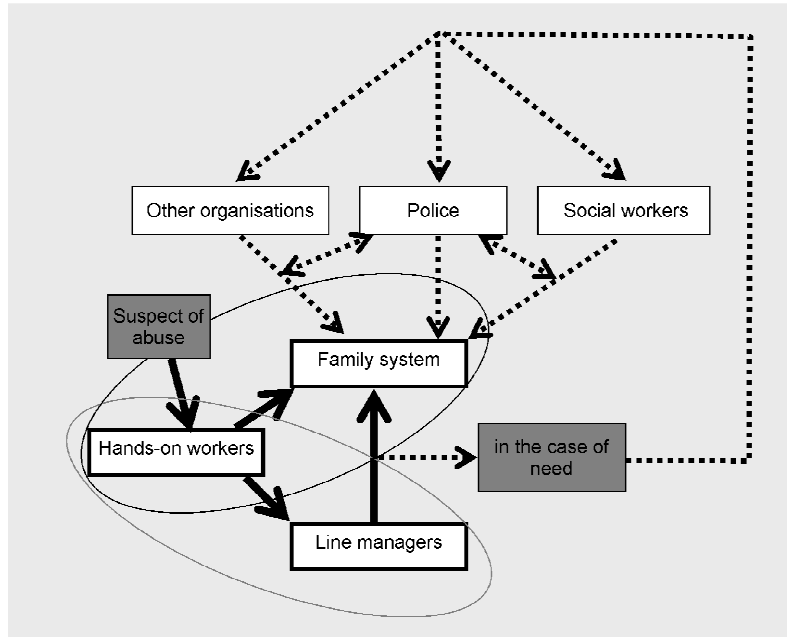 Other organisations
Police
Social workers
Suspect of
abuse
Family system
Hands-on workers
in the case of
need
Line managers